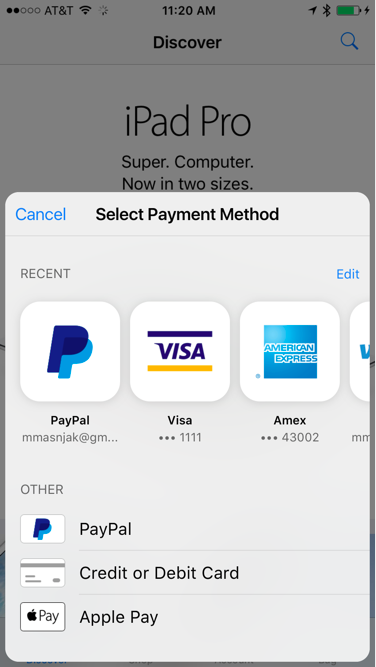 AT&T
11:20 AM
Discover
iPad Pro
Super. Computer.
Now in two sizes.
Cancel
Select Payment Method
RECENT
Edit
VISA
AMERICAN
EXPRESS
®
PayPal
Visa
Amex
mmasnjak@gm...
••• 1111
••• 43002
mm
OTHER
PayPal
Credit or Debit Card
Pay
Apple Pay
Discover